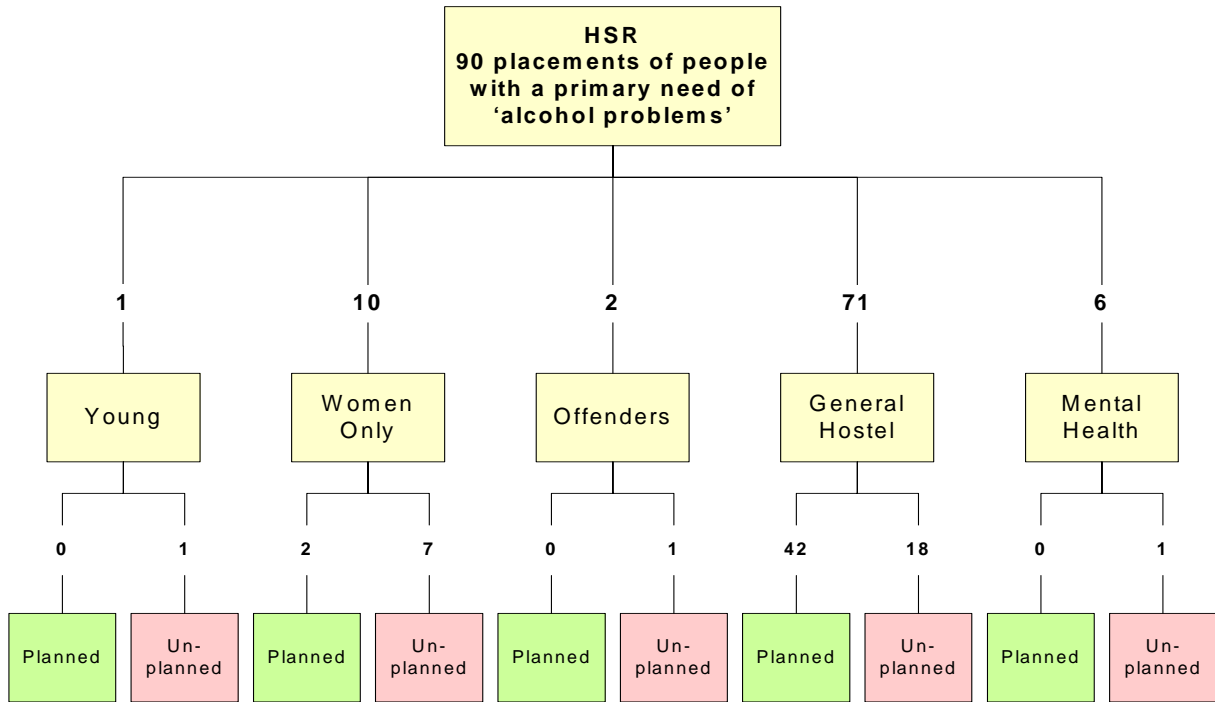 HSR
90 placements of people
with a primary need of
‘alcohol problems’
1
10
2
71
6
Young
Women
Only
Offenders
General
Hostel
Mental
Health
0
1
2
7
0
1
42
18
0
1
Planned
Un-
planned
Planned
Un-
planned
Planned
Un-
planned
Planned
Un-
planned
Planned
Un-
planned